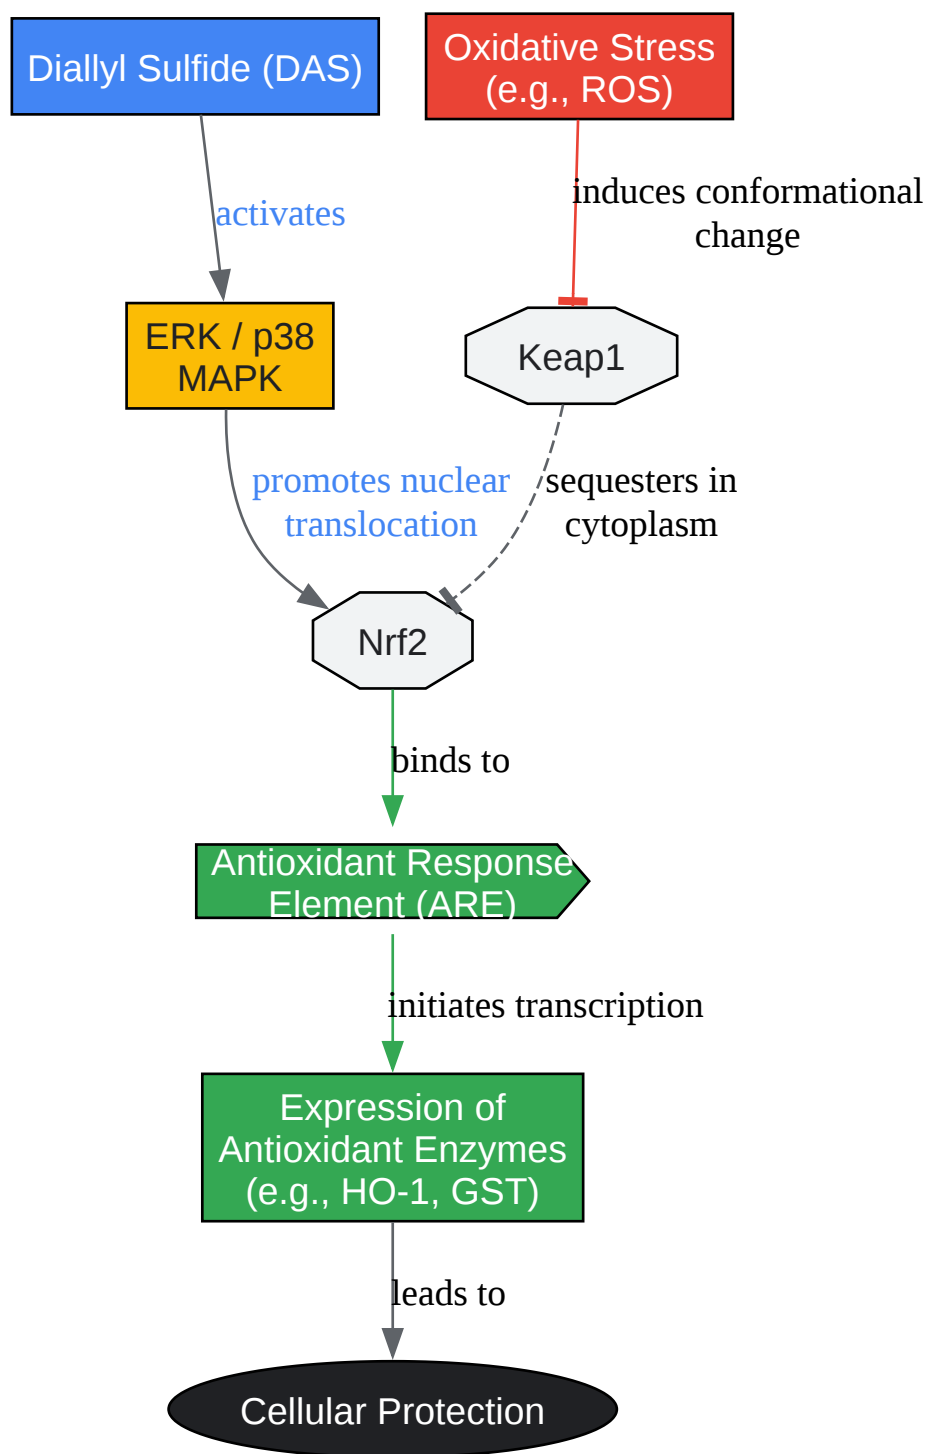 Diallyl Sulfide (DAS)
Oxidative Stress
(e.g., ROS)
activates
induces conformational
change
ERK / p38
MAPK
Keap1
promotes nuclear
translocation
sequesters in
cytoplasm
Nrf2
binds to
Antioxidant Response
Element (ARE)
initiates transcription
Expression of
Antioxidant Enzymes
(e.g., HO-1, GST)
leads to
Cellular Protection